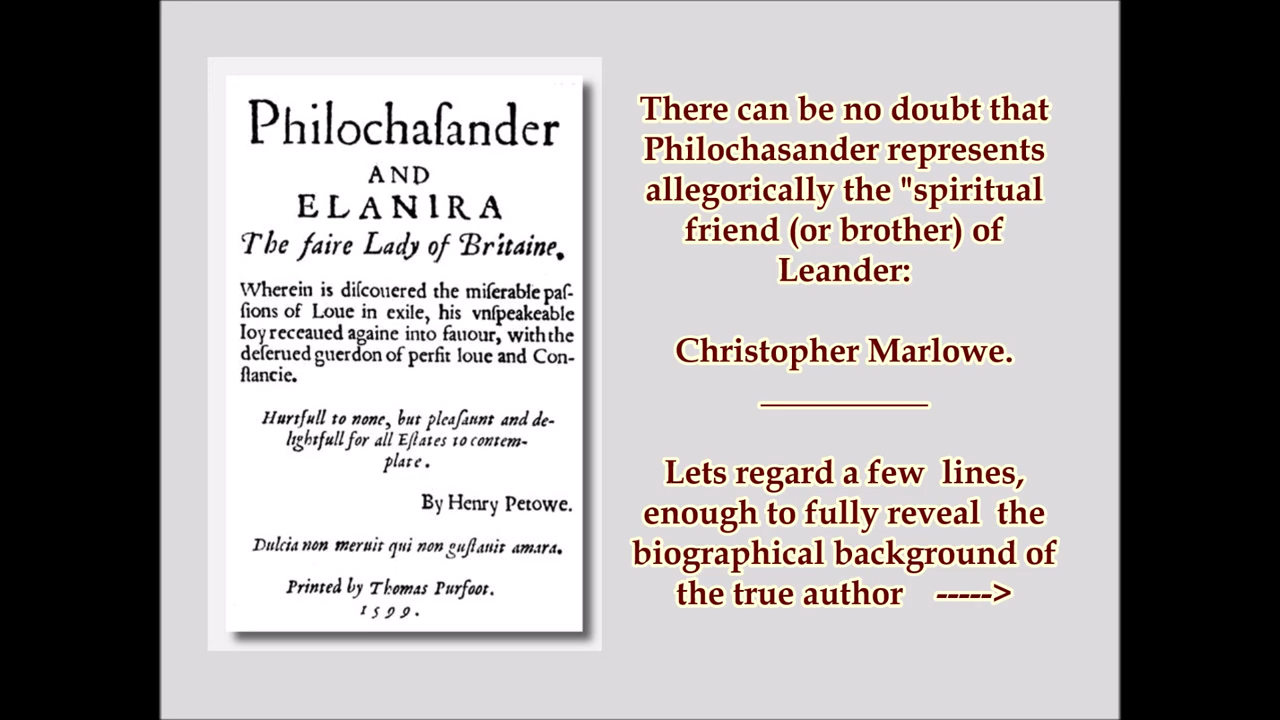 Philochaſander
AND
ELANIRA
The faire Lady of Britaine.
Wherein is diſcouered the miſerable paſ-
ſions of Loue in exile, his vnſpeakeable
Ioy receaued againe into fauour, with the
deſerued guerdon of perfit loue and Con-
ſtancie.
Hurtfull to none, but pleaſaunt and de-
lightfull for all Eſtates to contem-
plate.
By Henry Petowe.
Dulcia non meruit qui non guſtauit amara.
Printed by Thomas Purfoot.
1599.
There can be no doubt that
Philochasander represents
allegorically the "spiritual
friend (or brother) of
Leander:
Christopher Marlowe.
Lets regard a few lines,
enough to fully reveal the
biographical background of
the true author ----->